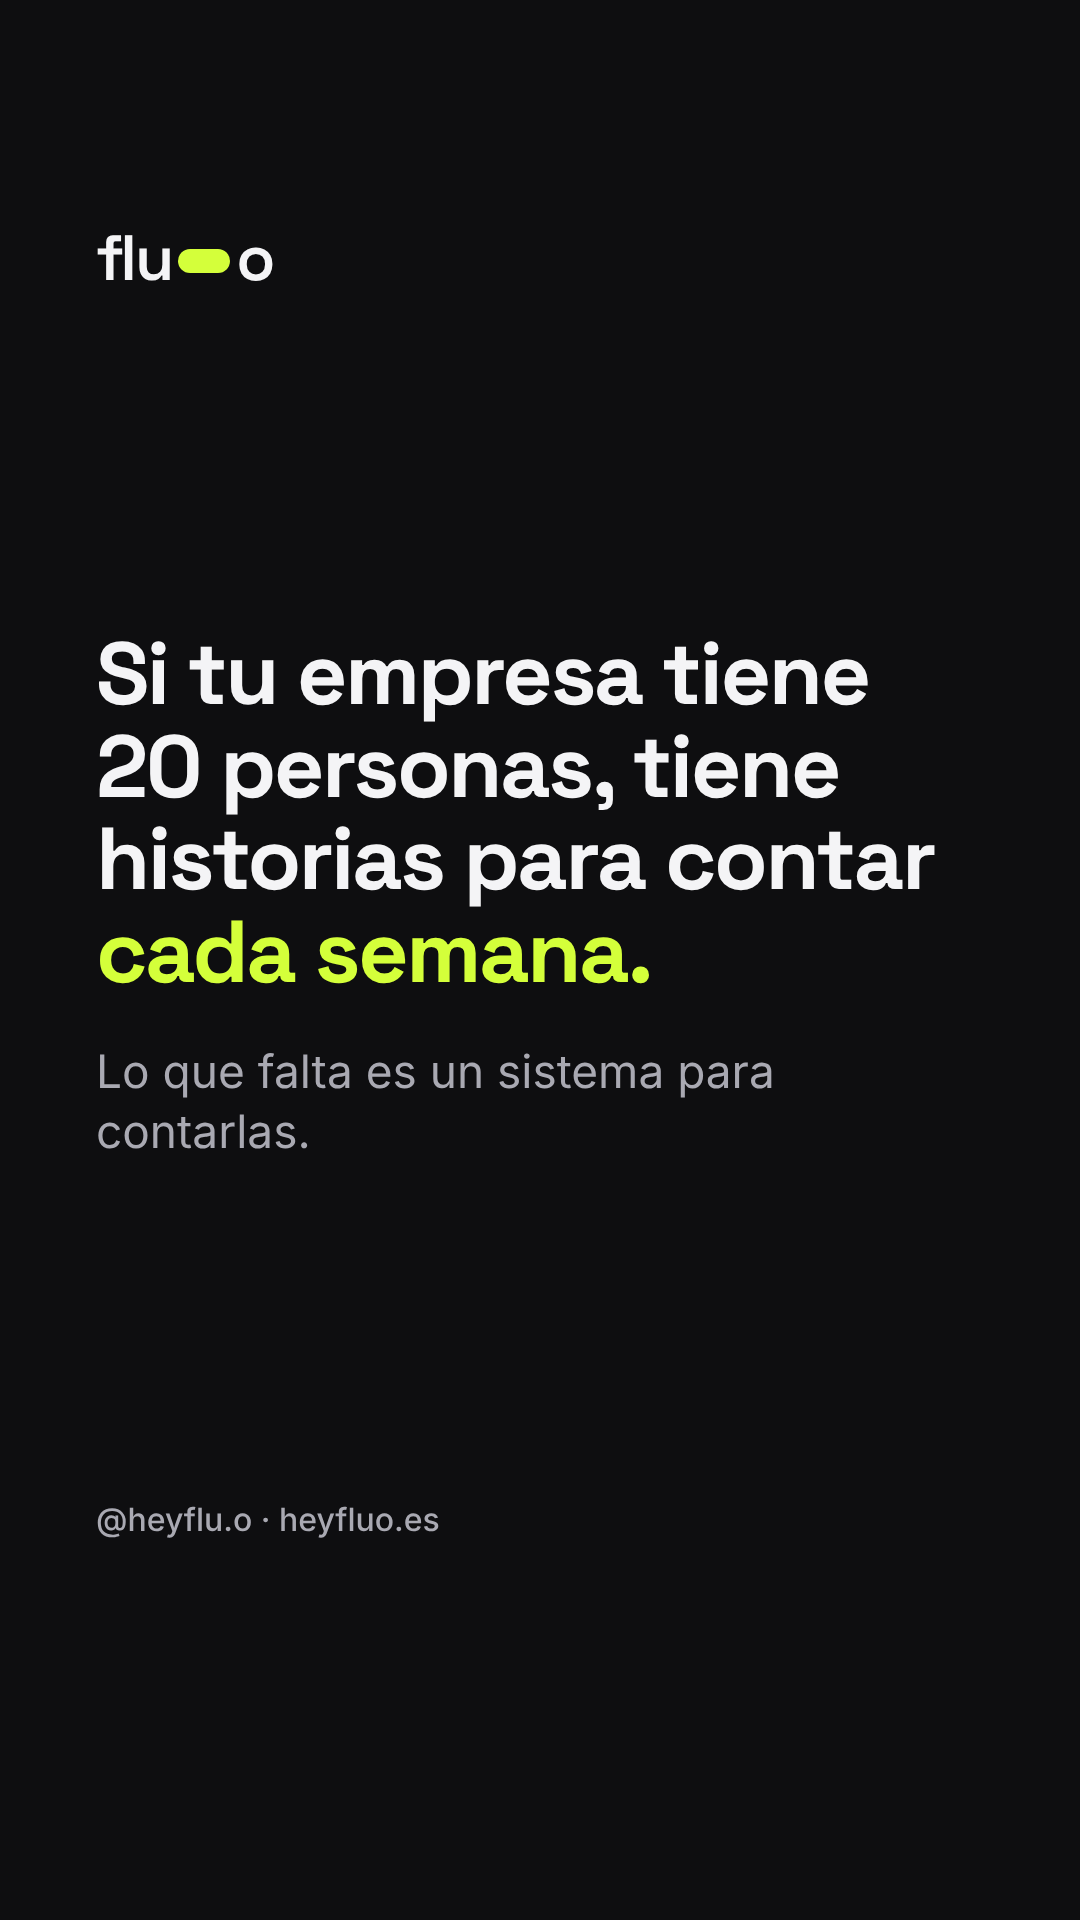 flu o
Si tu empresa tiene
20 personas, tiene
historias para contar
cada semana.
Lo que falta es un sistema para
contarlas.
@heyflu.o · heyfluo.es